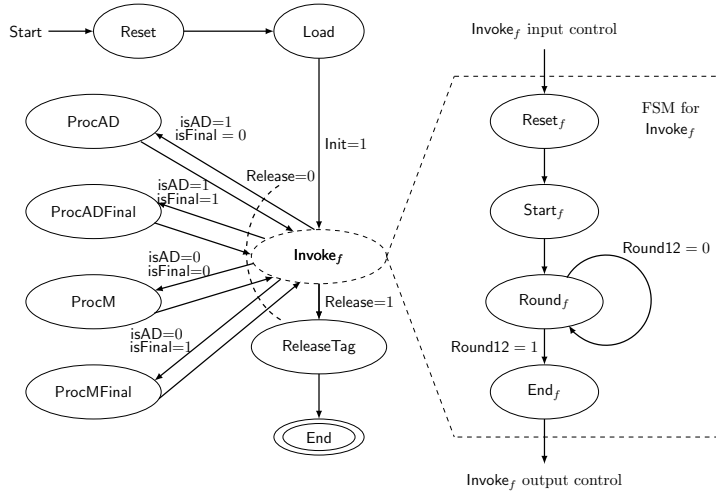 Start
Reset
Load
Init=1
ProcAD
isAD=1
isFinal = 0
Release=0
ProcADFinal
isAD=1
isFinal=1
Invoke_f
isAD=0
isFinal=0
ProcM
isAD=0
isFinal=1
Release=1
ReleaseTag
ProcMFinal
End
Invoke_f input control
FSM for
Invoke_f
Reset_f
Start_f
Round12 = 0
Round_f
Round12 = 1
End_f
Invoke_f output control